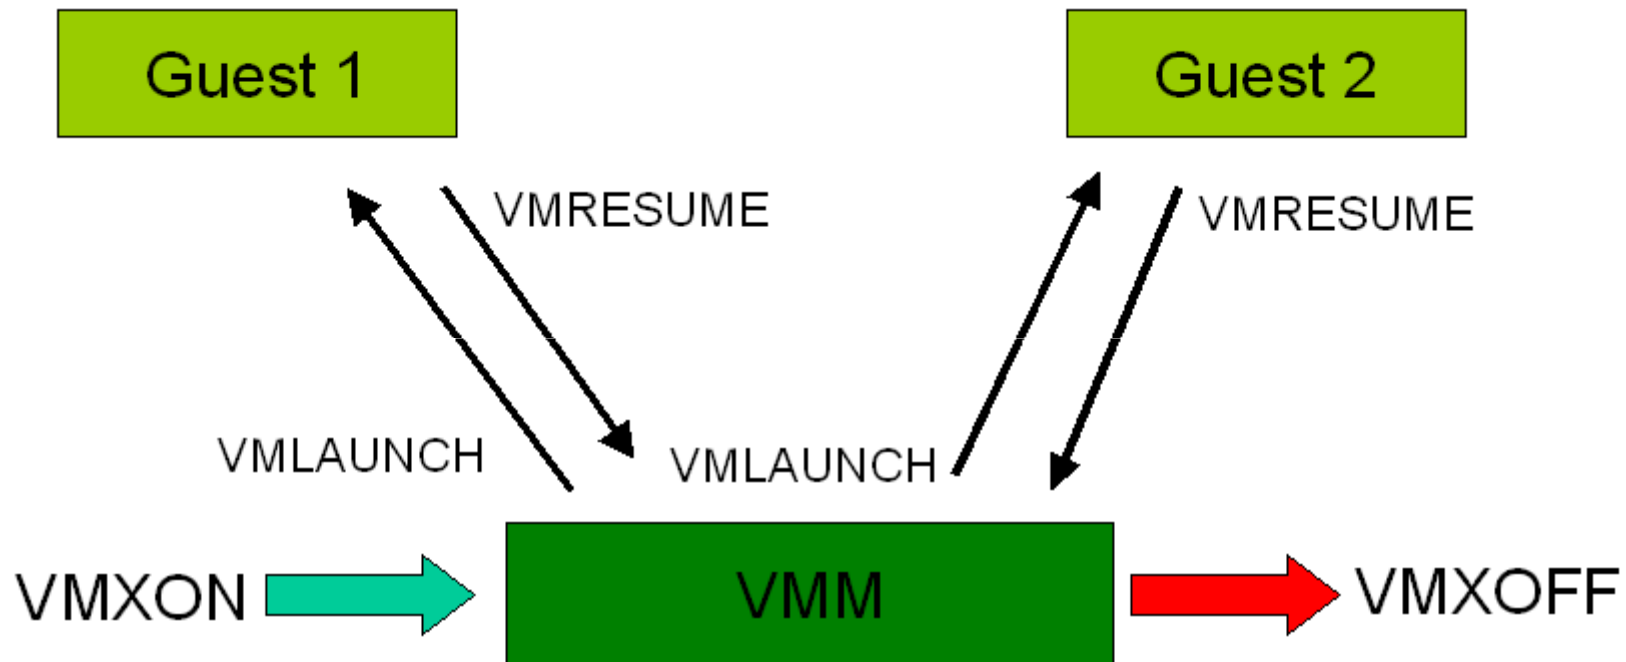 Guest 1
Guest 2
VMRESUME
VMRESUME
VMLAUNCH
VMLAUNCH
VMXON
VMM
VMXOFF